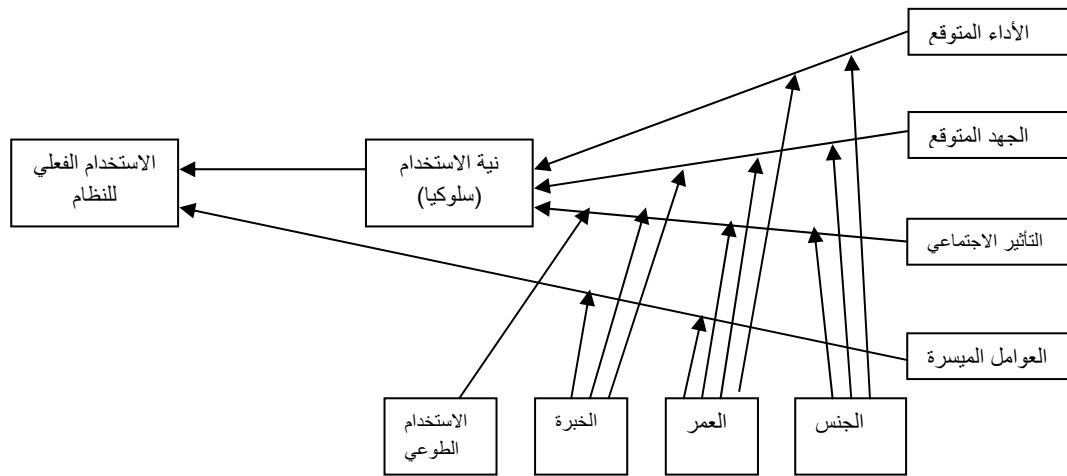 الأداء المتوقع
الجهد المتوقع
التأثير الاجتماعي
العوامل الميسرة
نية الاستخدام
(سلوكيا)
الاستخدام الفعلي
للنظام
الجنس
العمر
الخبرة
الاستخدام
الطوعي